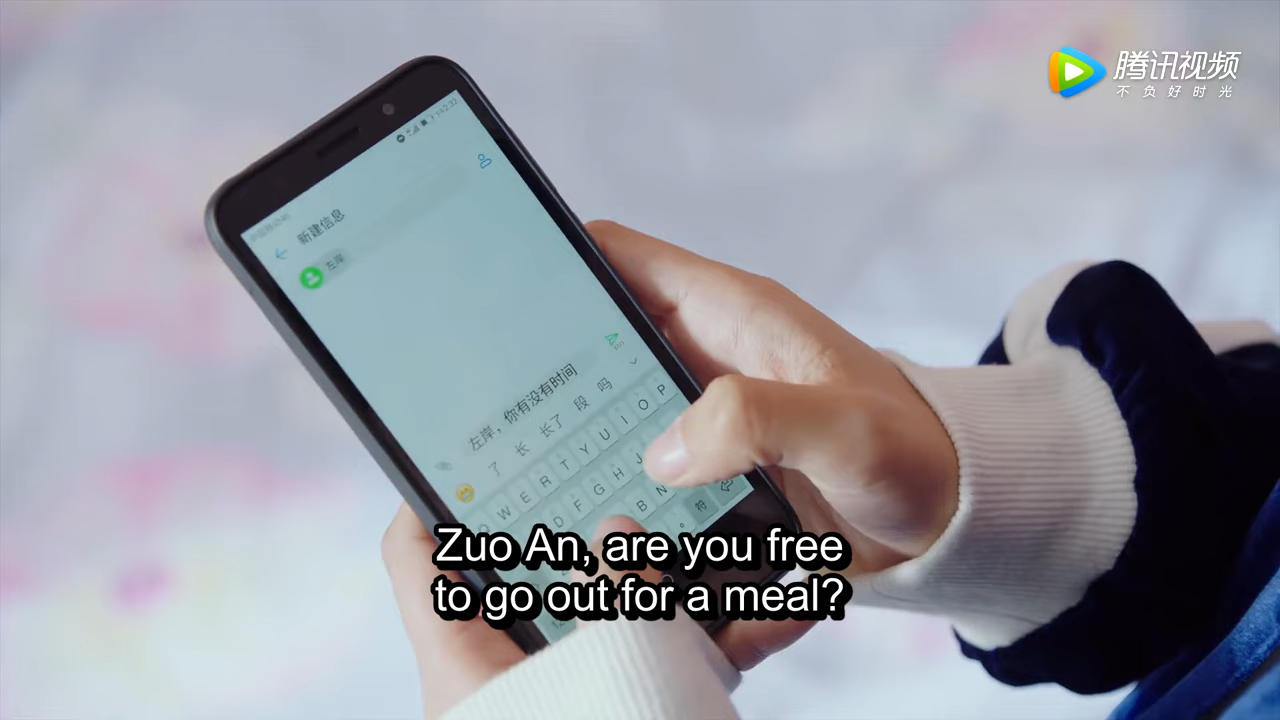 腾讯视频
不负好时光
新建信息
左岸
左岸，你有没有时间
了 长 长了 段 吗
W E R T Y U I O P
D F G H J
B N
符
Zuo An, are you free
to go out for a meal?